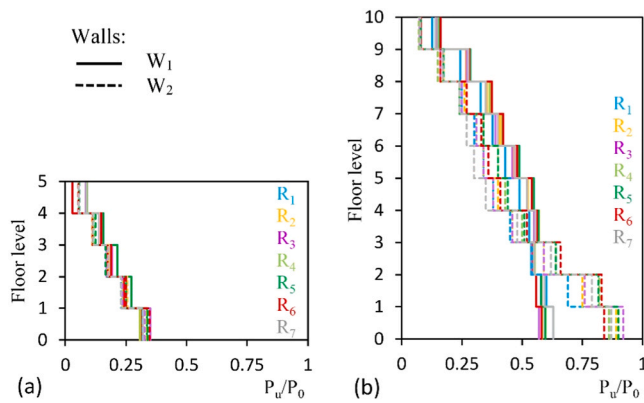 Walls:
W₁
W₂
5
4
3
2
1
0
Floor level
R₁
R₂
R₃
R₄
R₅
R₆
R₇
0 0.25 0.5 0.75 1
(a) Pᵤ/P₀
10
9
8
7
6
5
4
3
2
1
0
Floor level
R₁
R₂
R₃
R₄
R₅
R₆
R₇
0 0.25 0.5 0.75 1
(b) Pᵤ/P₀